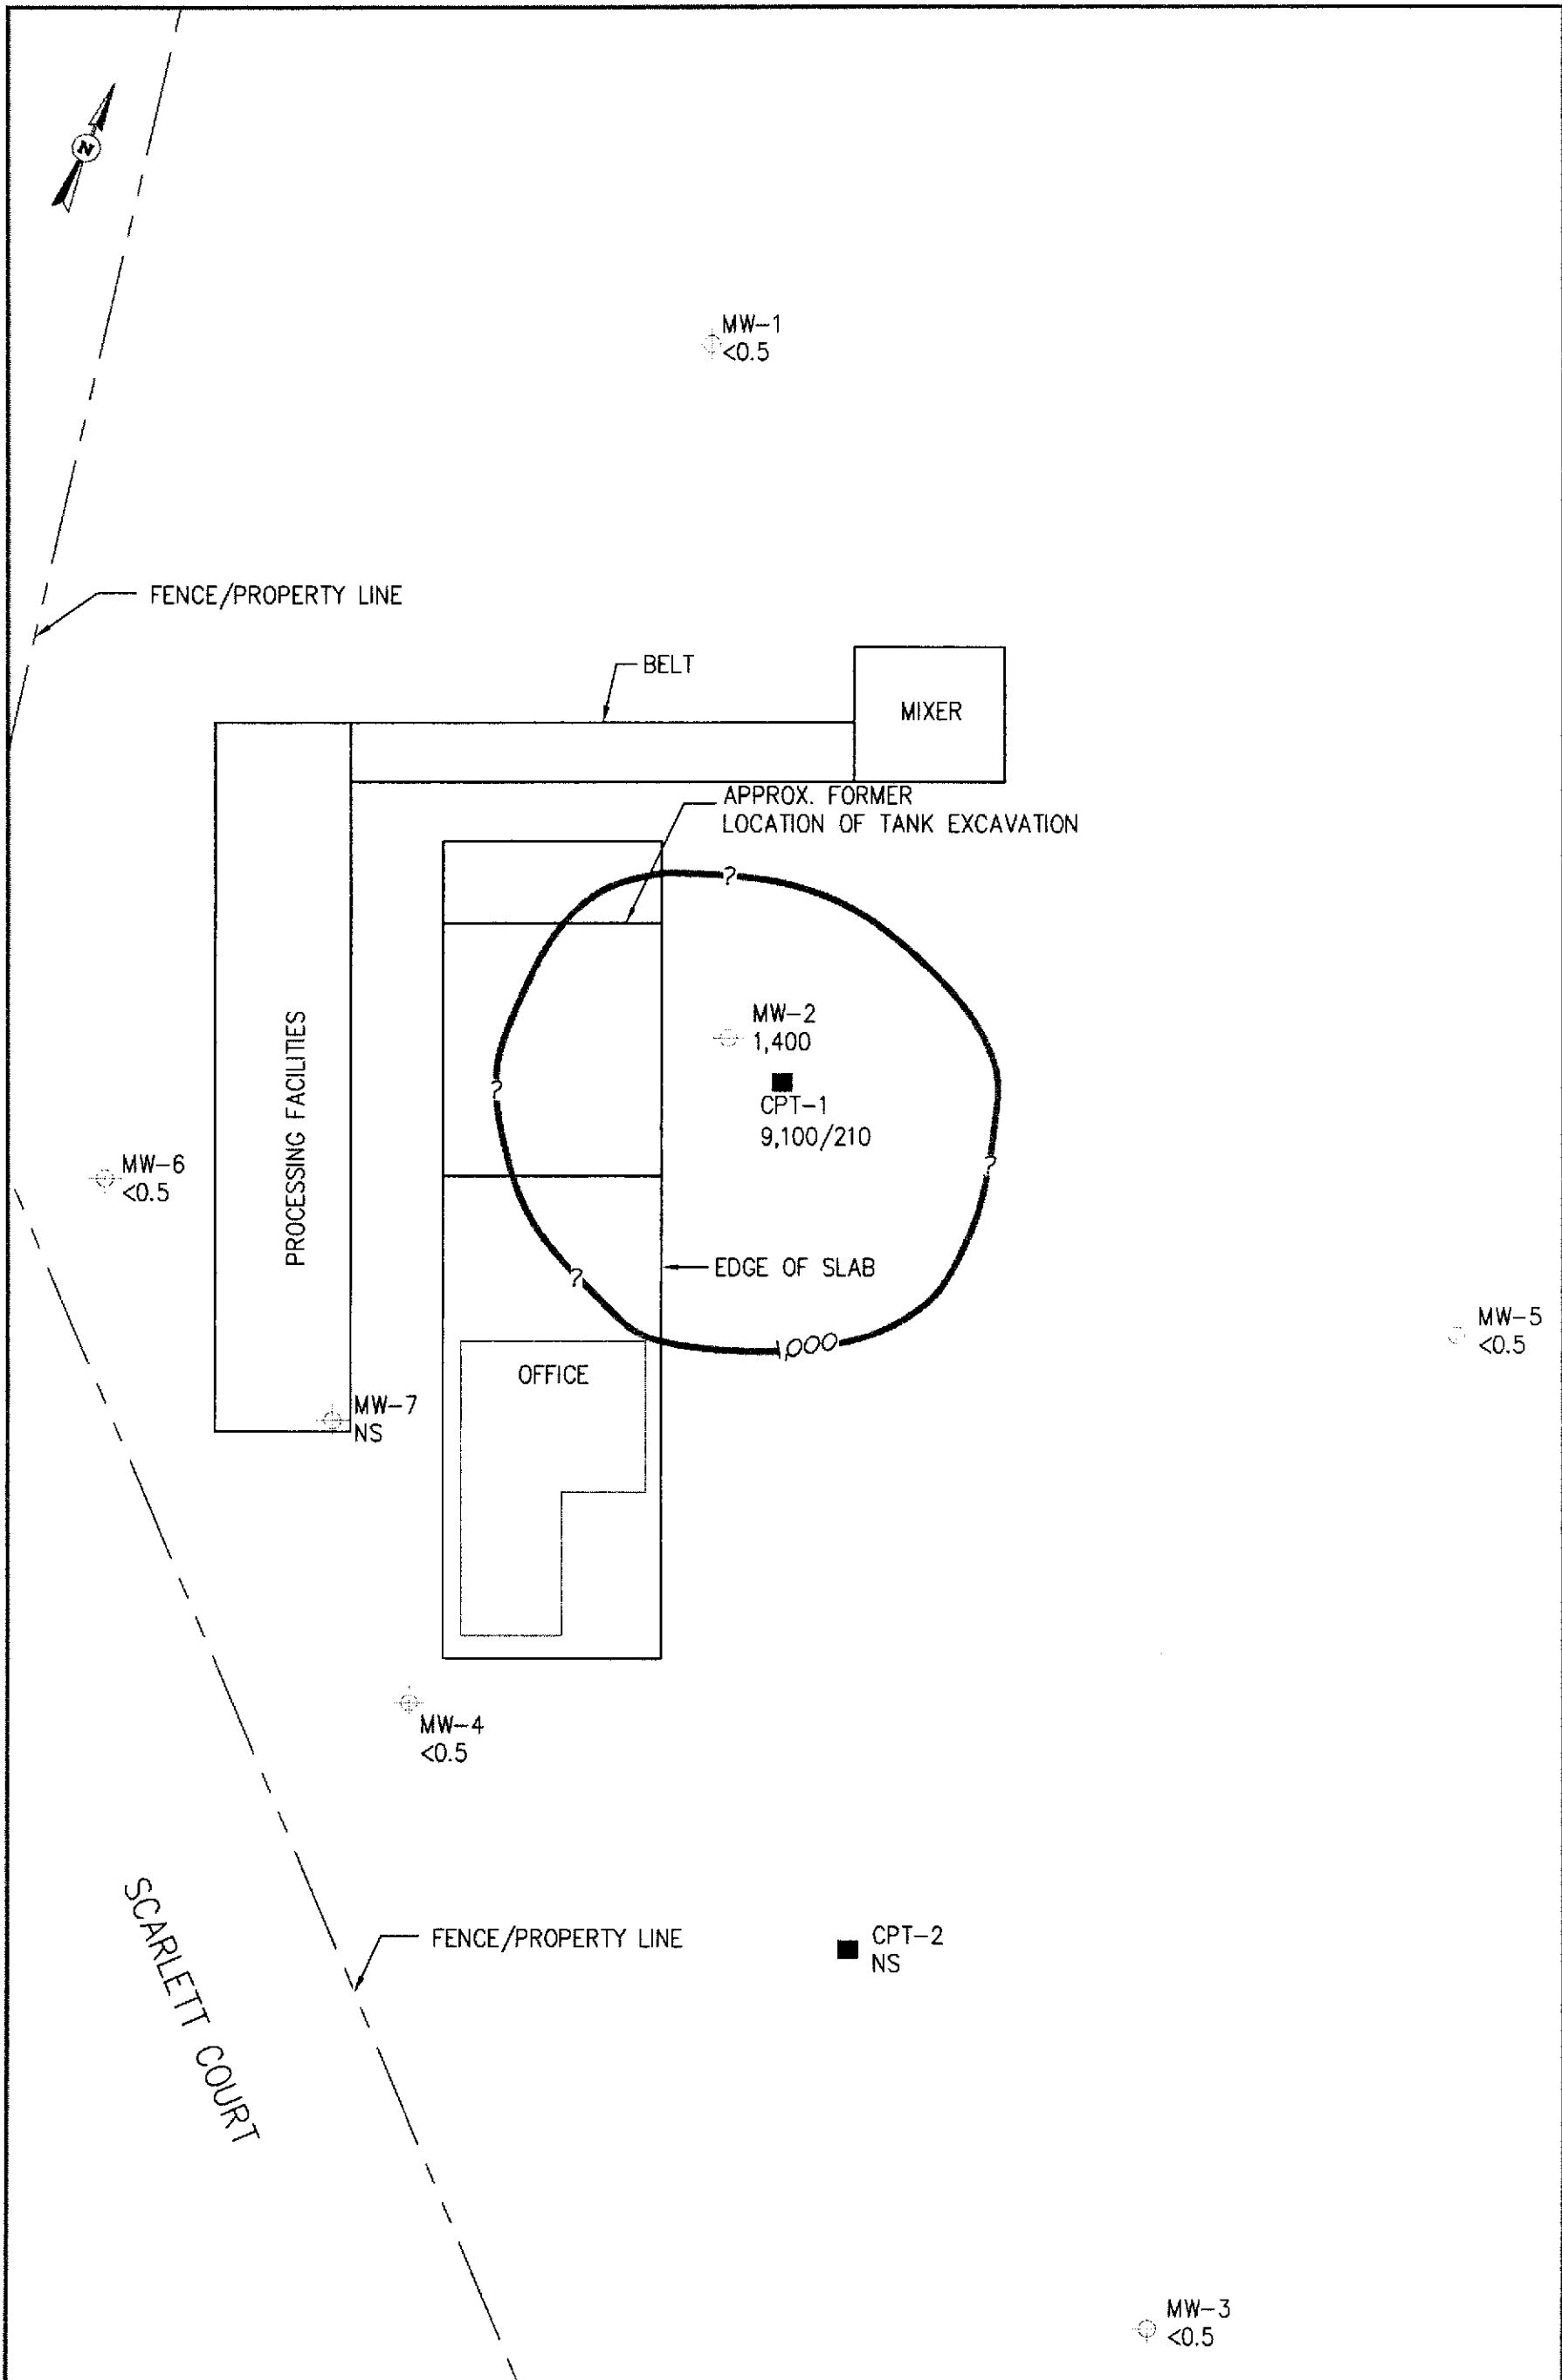 N
MW-1
<0.5
FENCE/PROPERTY LINE
BELT
MIXER
APPROX. FORMER
LOCATION OF TANK EXCAVATION
?
MW-2
1,400
?
CPT-1
9,100/210
PROCESSING FACILITIES
?
MW-6
<0.5
EDGE OF SLAB
?
MW-5
<0.5
1,000
OFFICE
MW-7
NS
MW-4
<0.5
SCARLETT COURT
FENCE/PROPERTY LINE
CPT-2
NS
MW-3
<0.5